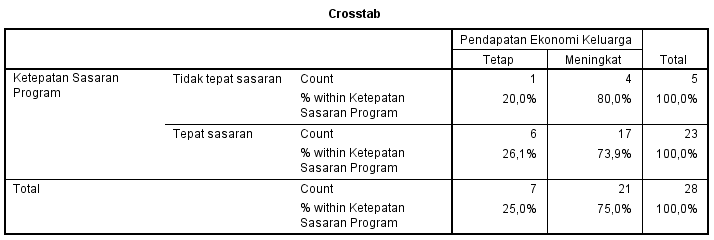 Crosstab
Pendapatan Ekonomi Keluarga
Tetap Meningkat Total
Ketepatan Sasaran Tidak tepat sasaran Count 1 4 5
Program % within Ketepatan 20,0% 80,0% 100,0%
Sasaran Program
Tepat sasaran Count 6 17 23
% within Ketepatan 26,1% 73,9% 100,0%
Sasaran Program
Total Count 7 21 28
% within Ketepatan 25,0% 75,0% 100,0%
Sasaran Program